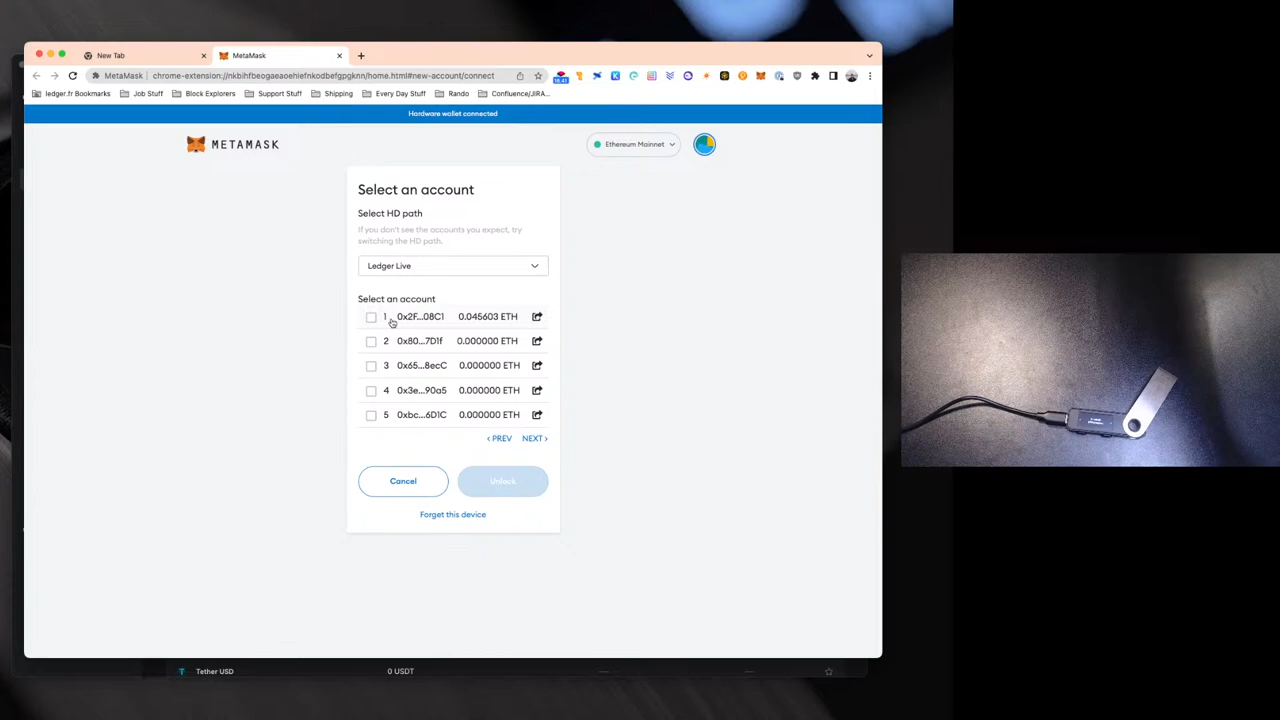 New Tab
MetaMask
MetaMask
chrome-extension://nkbihfbeogaeaoehlefnkodbefgpgknn/home.html#new-account/connect
ledger.fr Bookmarks
Job Stuff
Block Explorers
Support Stuff
Shipping
Every Day Stuff
Rando
Confluence/JIRA...
Hardware wallet connected
METAMASK
Ethereum Mainnet
Select an account
Select HD path
If you don't see the accounts you expect, try
switching the HD path.
Ledger Live
Select an account
1 0x2F...08C1 0.045603 ETH
2 0x80...7D1f 0.000000 ETH
3 0x65...8ecC 0.000000 ETH
4 0x3e...90a5 0.000000 ETH
5 0xbc...6D1C 0.000000 ETH
‹ PREV NEXT ›
Cancel
Unlock
Forget this device
Tether USD
0 USDT